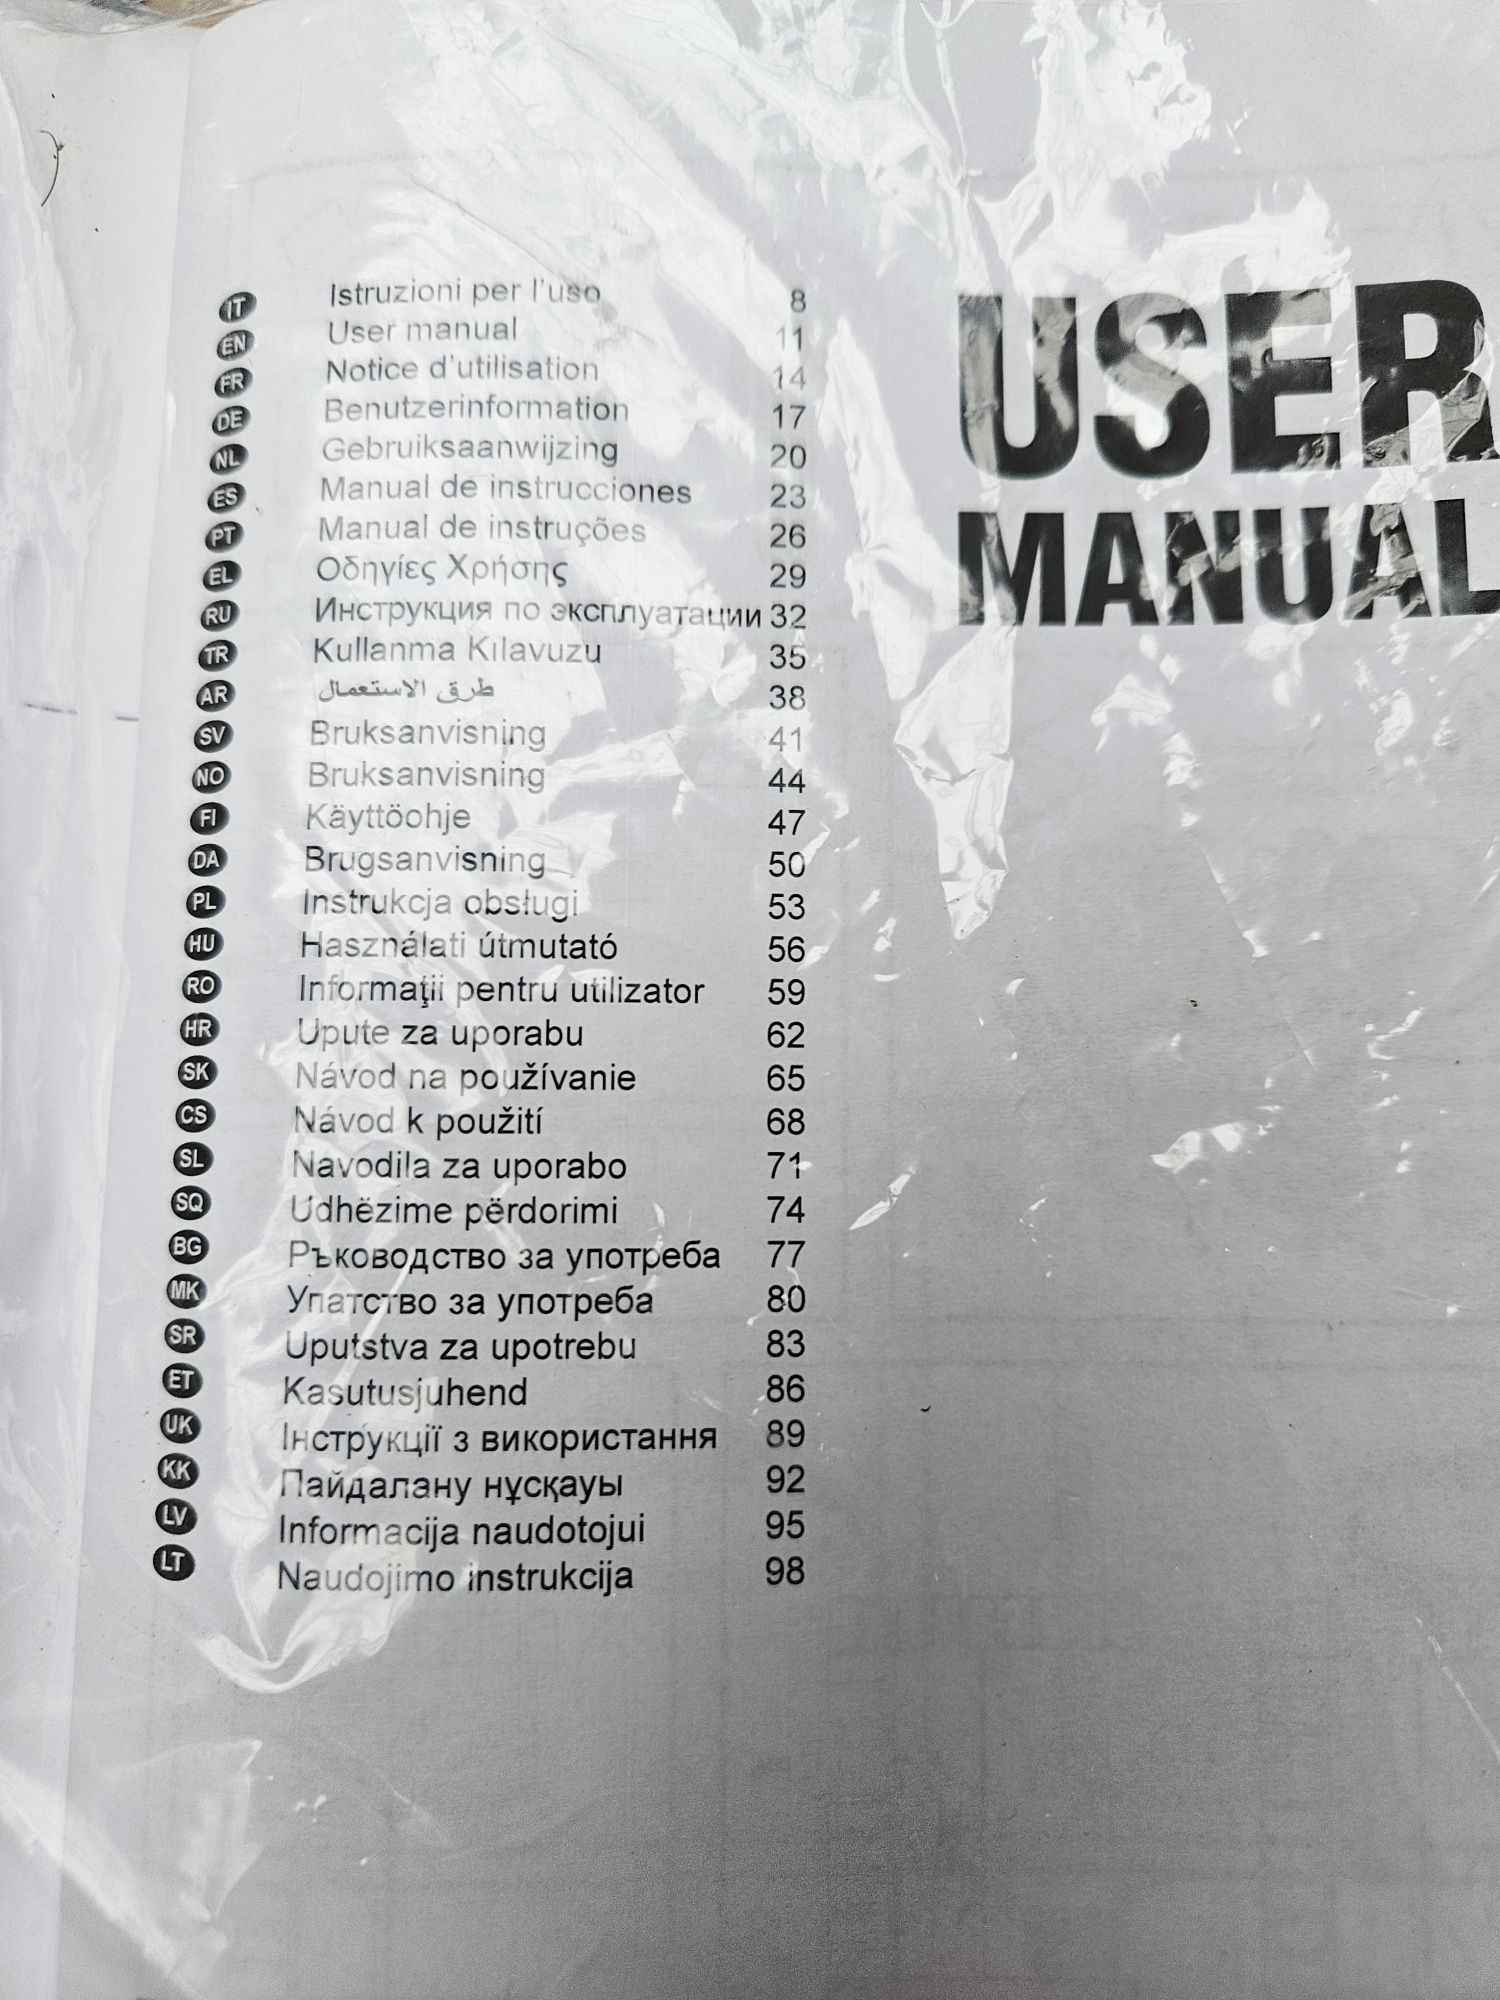 IT Istruzioni per l'uso 8
EN User manual 11
FR Notice d'utilisation 14
DE Benutzerinformation 17
NL Gebruiksaanwijzing 20
ES Manual de instrucciones 23
PT Manual de instruções 26
EL Οδηγίες Χρήσης 29
RU Инструкция по эксплуатации 32
TR Kullanma Kılavuzu 35
AR طرق الاستعمال 38
SV Bruksanvisning 41
NO Bruksanvisning 44
FI Käyttöohje 47
DA Brugsanvisning 50
PL Instrukcja obsługi 53
HU Használati útmutató 56
RO Informaţii pentru utilizator 59
HR Upute za uporabu 62
SK Návod na používanie 65
CS Návod k použití 68
SL Navodila za uporabo 71
SQ Udhëzime përdorimi 74
BG Ръководство за употреба 77
MK Упатство за употреба 80
SR Uputstva za upotrebu 83
ET Kasutusjuhend 86
UK Інструкції з використання 89
KK Пайдалану нұсқауы 92
LV Informacija naudotojui 95
LT Naudojimo instrukcija 98
USER
MANUAL